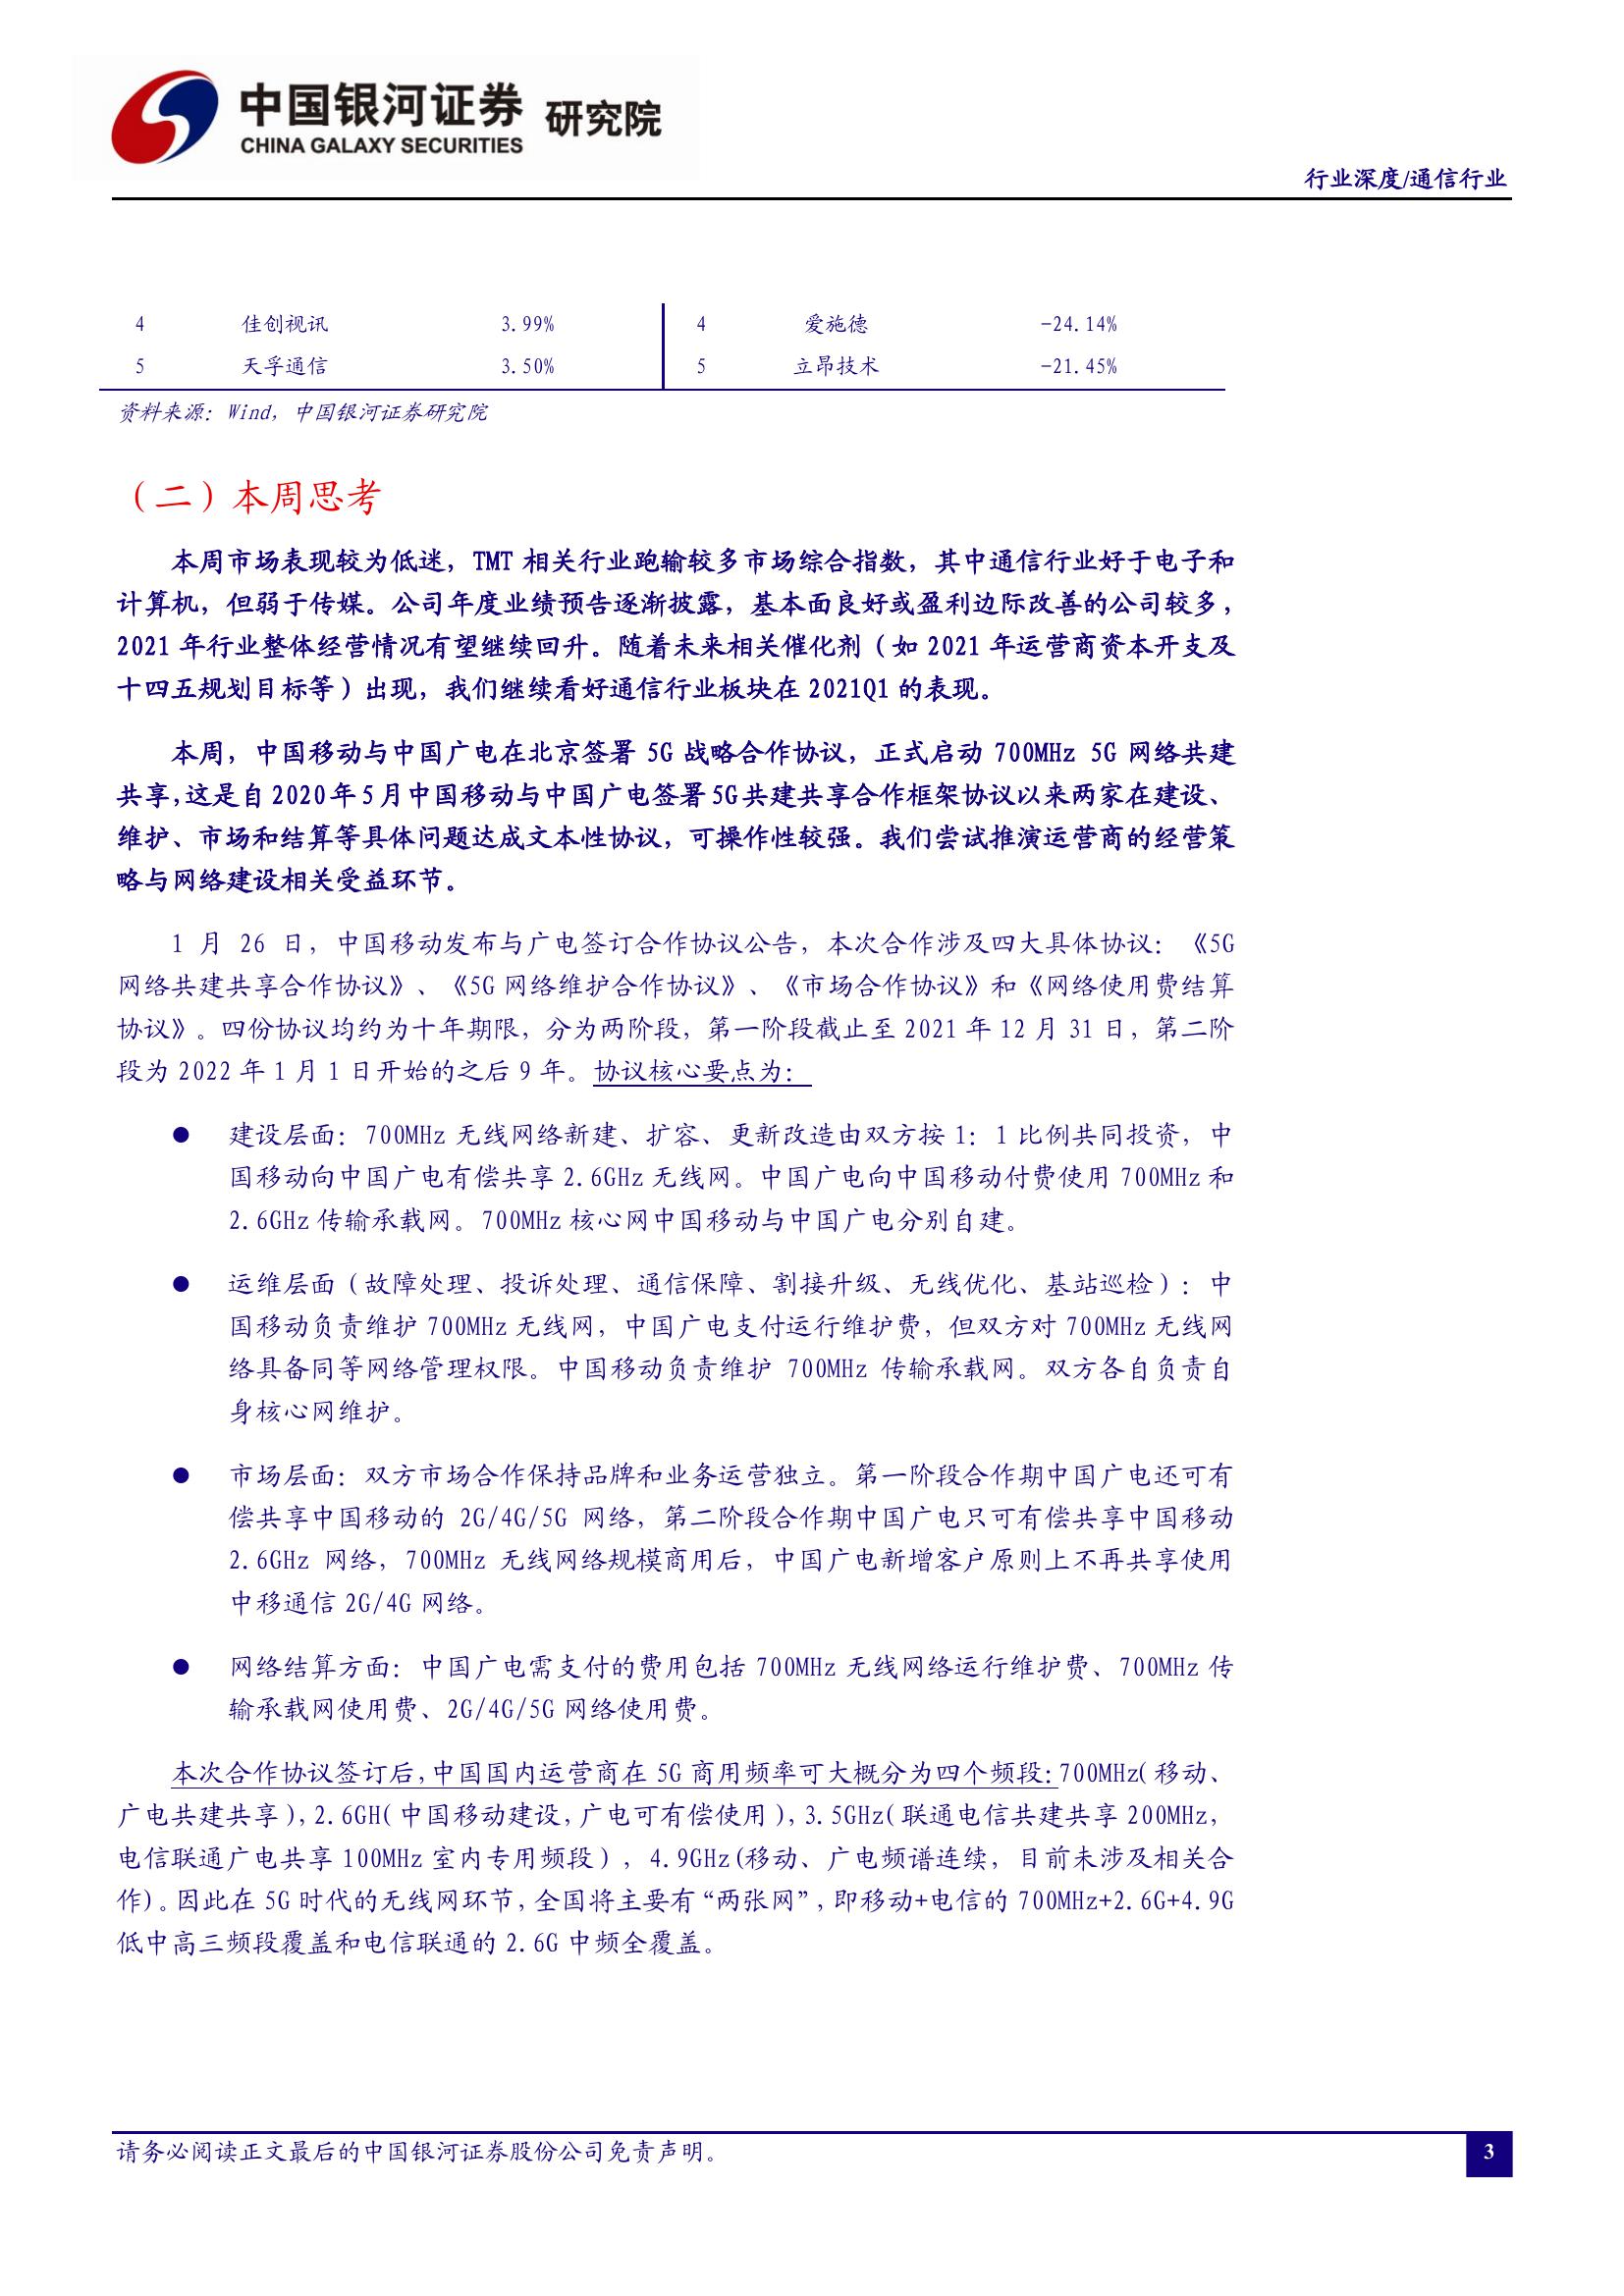 中国银河证券 研究院
CHINA GALAXY SECURITIES
行业深度/通信行业
4 佳创视讯 3.99% 4 爱施德 -24.14%
5 天孚通信 3.50% 5 立昂技术 -21.45%
资料来源：Wind，中国银河证券研究院
（二）本周思考
本周市场表现较为低迷，TMT 相关行业跑输较多市场综合指数，其中通信行业好于电子和
计算机，但弱于传媒。公司年度业绩预告逐渐披露，基本面良好或盈利边际改善的公司较多，
2021 年行业整体经营情况有望继续回升。随着未来相关催化剂（如 2021 年运营商资本开支及
十四五规划目标等）出现，我们继续看好通信行业板块在 2021Q1 的表现。
本周，中国移动与中国广电在北京签署 5G 战略合作协议，正式启动 700MHz 5G 网络共建
共享,这是自 2020 年 5 月中国移动与中国广电签署 5G 共建共享合作框架协议以来两家在建设、
维护、市场和结算等具体问题达成文本性协议，可操作性较强。我们尝试推演运营商的经营策
略与网络建设相关受益环节。
1 月 26 日，中国移动发布与广电签订合作协议公告，本次合作涉及四大具体协议：《5G
网络共建共享合作协议》、《5G 网络维护合作协议》、《市场合作协议》和《网络使用费结算
协议》。四份协议均约为十年期限，分为两阶段，第一阶段截止至 2021 年 12 月 31 日，第二阶
段为 2022 年 1 月 1 日开始的之后 9 年。协议核心要点为：
● 建设层面：700MHz 无线网络新建、扩容、更新改造由双方按 1：1 比例共同投资，中
国移动向中国广电有偿共享 2.6GHz 无线网。中国广电向中国移动付费使用 700MHz 和
2.6GHz 传输承载网。700MHz 核心网中国移动与中国广电分别自建。
● 运维层面（故障处理、投诉处理、通信保障、割接升级、无线优化、基站巡检）：中
国移动负责维护 700MHz 无线网，中国广电支付运行维护费，但双方对 700MHz 无线网
络具备同等网络管理权限。中国移动负责维护 700MHz 传输承载网。双方各自负责自
身核心网维护。
● 市场层面：双方市场合作保持品牌和业务运营独立。第一阶段合作期中国广电还可有
偿共享中国移动的 2G/4G/5G 网络，第二阶段合作期中国广电只可有偿共享中国移动
2.6GHz 网络，700MHz 无线网络规模商用后，中国广电新增客户原则上不再共享使用
中移通信 2G/4G 网络。
● 网络结算方面：中国广电需支付的费用包括 700MHz 无线网络运行维护费、700MHz 传
输承载网使用费、2G/4G/5G 网络使用费。
本次合作协议签订后,中国国内运营商在 5G 商用频率可大概分为四个频段:700MHz(移动、
广电共建共享),2.6GH(中国移动建设,广电可有偿使用),3.5GHz(联通电信共建共享 200MHz,
电信联通广电共享 100MHz 室内专用频段），4.9GHz(移动、广电频谱连续，目前未涉及相关合
作)。因此在 5G 时代的无线网环节,全国将主要有“两张网”,即移动+电信的 700MHz+2.6G+4.9G
低中高三频段覆盖和电信联通的 2.6G 中频全覆盖。
请务必阅读正文最后的中国银河证券股份公司免责声明。
3